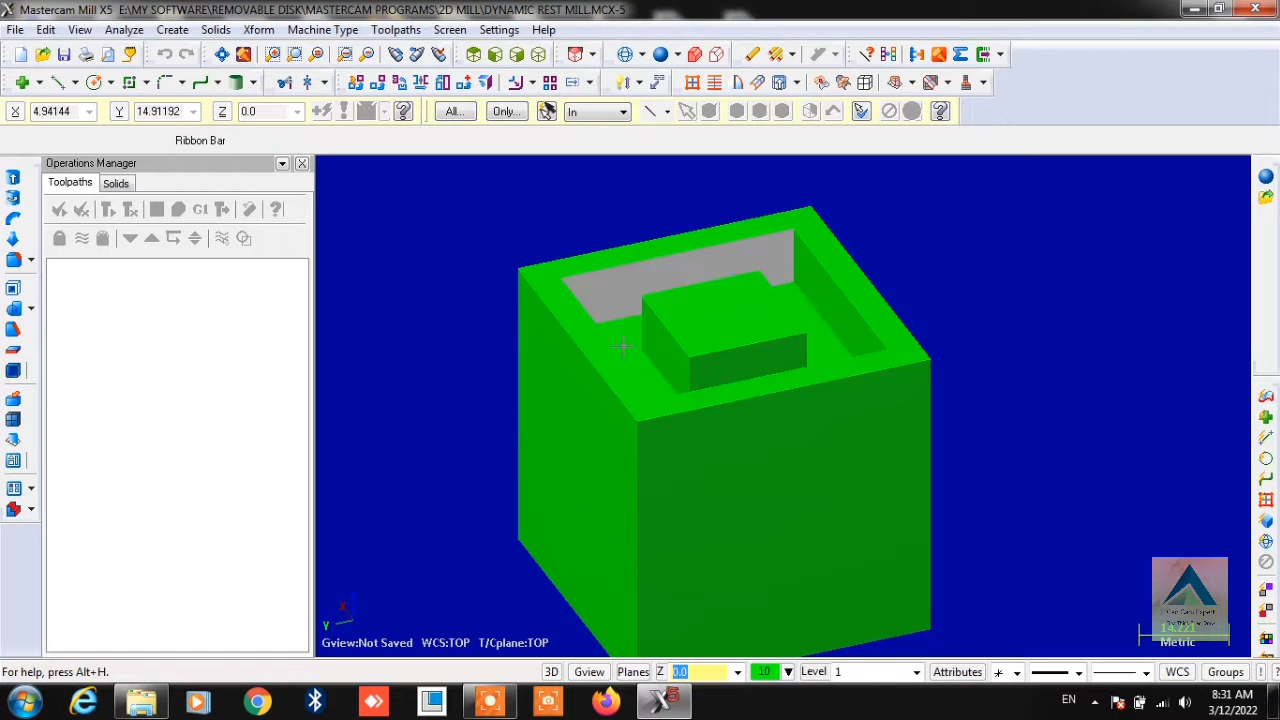 Mastercam Mill X5 E:\MY SOFTWARE\REMOVABLE DISK\MASTERCAM PROGRAMS\2D MILL\DYNAMIC REST MILL.MCX-5
File Edit View Analyze Create Solids Xform Machine Type Toolpaths Screen Settings Help
X 4.94144 Y 14.91192 Z 0.0 All... Only... In
Ribbon Bar
Operations Manager
Toolpaths Solids
G1
X
Y
Gview:Not Saved WCS:TOP T/Cplane:TOP
14.221
Metric
For help, press Alt+H. 3D Gview Planes Z 0.0 10 Level 1 Attributes WCS Groups ! ?
EN 8:31 AM
3/12/2022